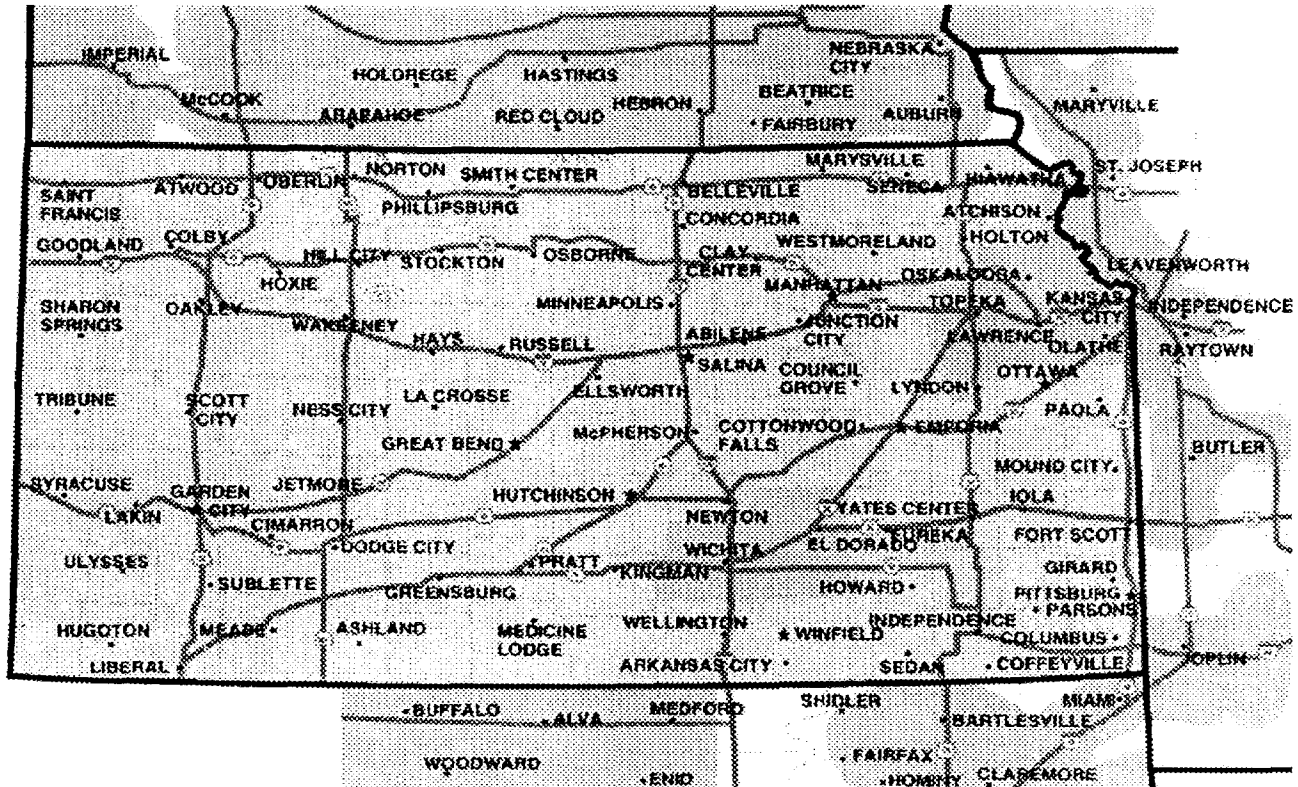 IMPERIAL
NEBRASKA
CITY
HOLDREGE
HASTINGS
McCOOK
BEATRICE
MARYVILLE
ARAPAHOE
RED CLOUD
HEBRON
AUBURN
FAIRBURY
NORTON
SMITH CENTER
MARYSVILLE
ST. JOSEPH
SAINT
FRANCIS
ATWOOD
OBERLIN
PHILLIPSBURG
BELLEVILLE
SENECA
HIAWATHA
CONCORDIA
ATCHISON
GOODLAND
COLBY
HILL CITY
STOCKTON
OSBORNE
CLAY
CENTER
WESTMORELAND
HOLTON
HOXIE
MANHATTAN
OSKALOOSA
LEAVENWORTH
SHARON
SPRINGS
OAKLEY
MINNEAPOLIS
TOPEKA
KANSAS
CITY
INDEPENDENCE
WAKEENEY
HAYS
RUSSELL
ABILENE
JUNCTION
CITY
LAWRENCE
OLATHE
RAYTOWN
SALINA
TRIBUNE
SCOTT
CITY
NESS CITY
LA CROSSE
ELLSWORTH
COUNCIL
GROVE
LYNDON
OTTAWA
PAOLA
GREAT BEND
McPHERSON
COTTONWOOD
FALLS
EMPORIA
BUTLER
MOUND CITY
SYRACUSE
LAKIN
GARDEN
CITY
JETMORE
HUTCHINSON
NEWTON
YATES CENTER
IOLA
CIMARRON
DODGE CITY
WICHITA
EL DORADO
EUREKA
FORT SCOTT
ULYSSES
SUBLETTE
PRATT
KINGMAN
HOWARD
GIRARD
GREENSBURG
PITTSBURG
PARSONS
HUGOTON
MEADE
ASHLAND
MEDICINE
LODGE
WELLINGTON
WINFIELD
INDEPENDENCE
COLUMBUS
LIBERAL
ARKANSAS CITY
SEDAN
COFFEYVILLE
JOPLIN
BUFFALO
ALVA
MEDFORD
SHIDLER
MIAMI
BARTLESVILLE
WOODWARD
ENID
FAIRFAX
HOMINY
CLAREMORE